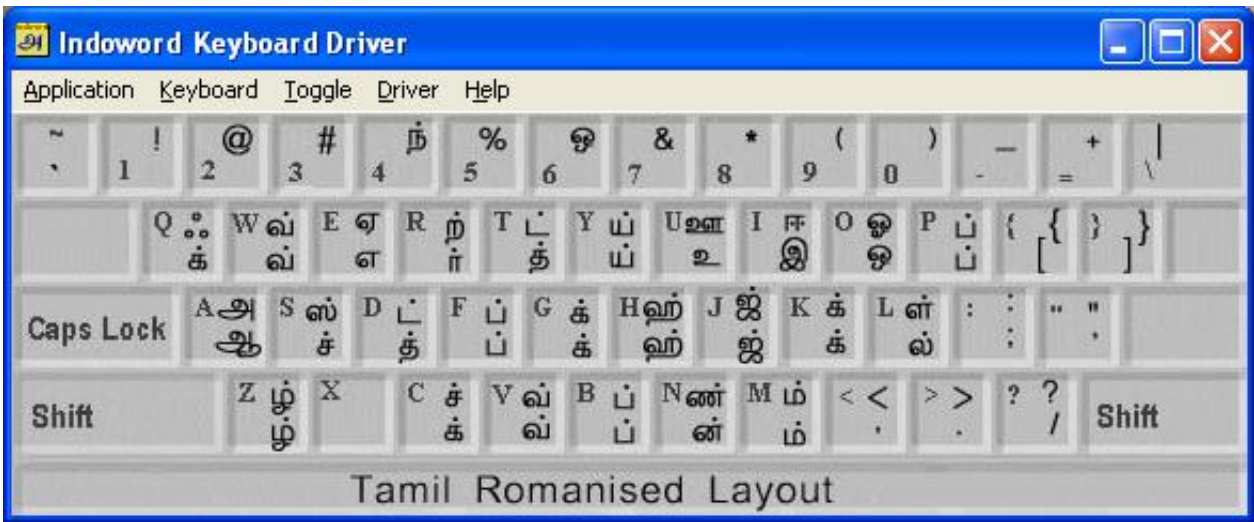 அ Indoword Keyboard Driver
Application Keyboard Toggle Driver Help
~ ! @ # ந் % ஒ & * ( ) _ + |
` 1 2 3 4 5 6 7 8 9 0 - = \
Q ஃ W வ் E ஏ R ற் T ட் Y ய் U ஊ I ஈ O ஓ P ப் { { } }
க் வ் எ ர் த் ய் உ இ ஒ ப் [ ]
A அ S ஸ் D ட் F ப் G க் H ஹ் J ஜ் K க் L ள் : : " "
Caps Lock ஆ ச் த் ப் க் ஹ் ஜ் க் ல் ; '
Z ழ் X C ச் V வ் B ப் N ண் M ம் < < > > ? ?
Shift ழ் க் வ் ப் ன் ம் , . / Shift
Tamil Romanised Layout